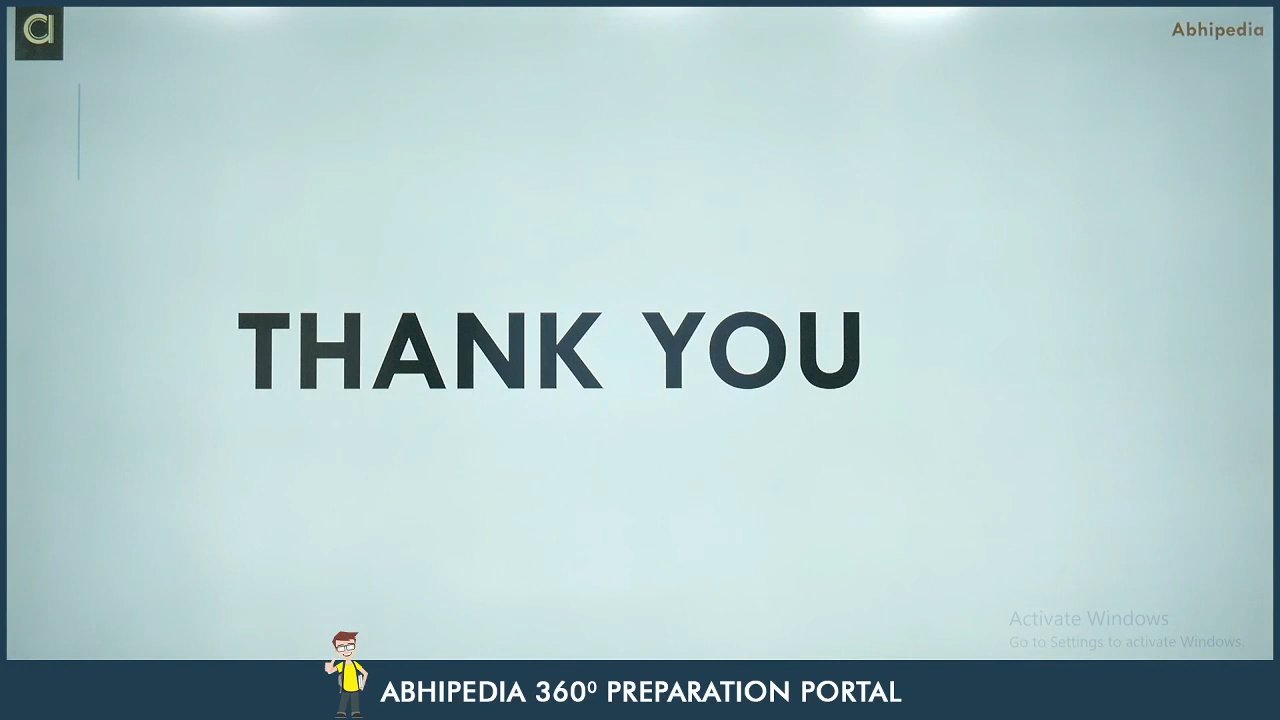 a
Abhipedia
THANK YOU
Activate Windows
Go to Settings to activate Windows.
ABHIPEDIA 360⁰ PREPARATION PORTAL